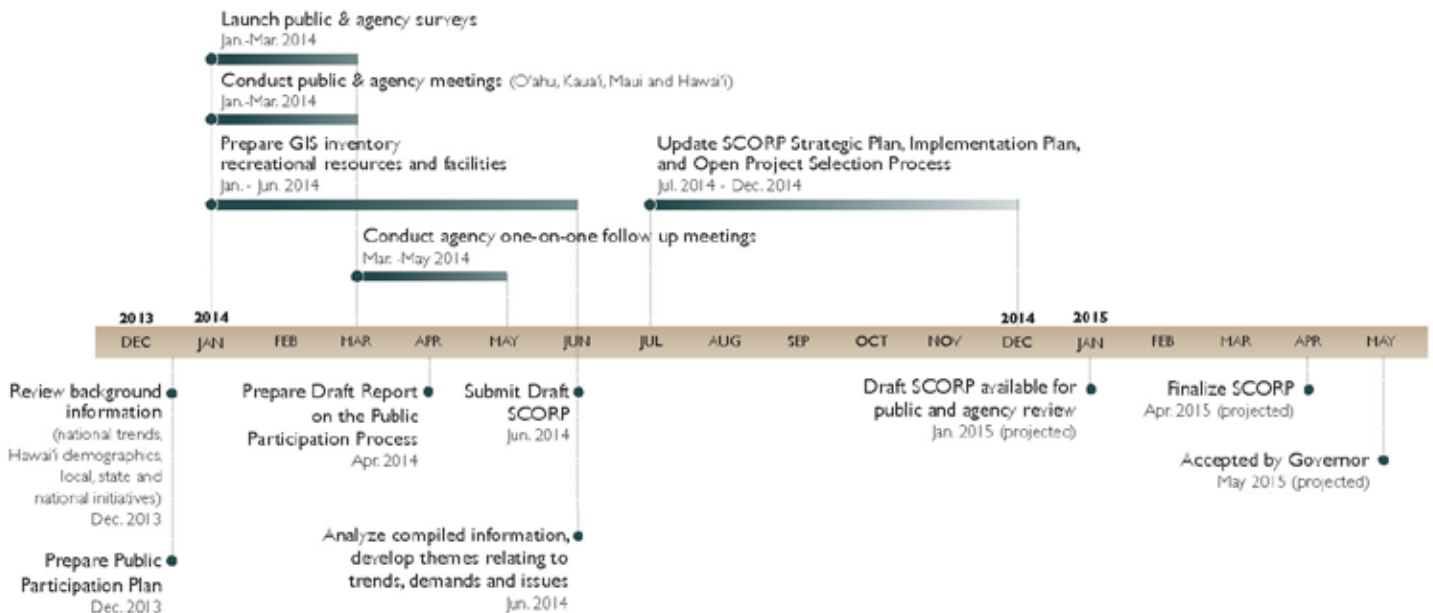 Launch public & agency surveys
Jan.-Mar. 2014
Conduct public & agency meetings (O'ahu, Kaua'i, Maui and Hawai'i)
Jan.-Mar. 2014
Prepare GIS inventory
recreational resources and facilities
Jan. - Jun. 2014
Update SCORP Strategic Plan, Implementation Plan,
and Open Project Selection Process
Jul. 2014 - Dec. 2014
Conduct agency one-on-one follow up meetings
Mar. -May 2014
2013 2014 2014 2015
DEC JAN FEB MAR APR MAY JUN JUL AUG SEP OCT NOV DEC JAN FEB MAR APR MAY
Review background
information
(national trends,
Hawai'i demographics,
local, state and
national initiatives)
Dec. 2013
Prepare Public
Participation Plan
Dec. 2013
Prepare Draft Report
on the Public
Participation Process
Apr. 2014
Submit Draft
SCORP
Jun. 2014
Analyze compiled information,
develop themes relating to
trends, demands and issues
Jun. 2014
Draft SCORP available for
public and agency review
Jan. 2015 (projected)
Finalize SCORP
Apr. 2015 (projected)
Accepted by Governor
May 2015 (projected)